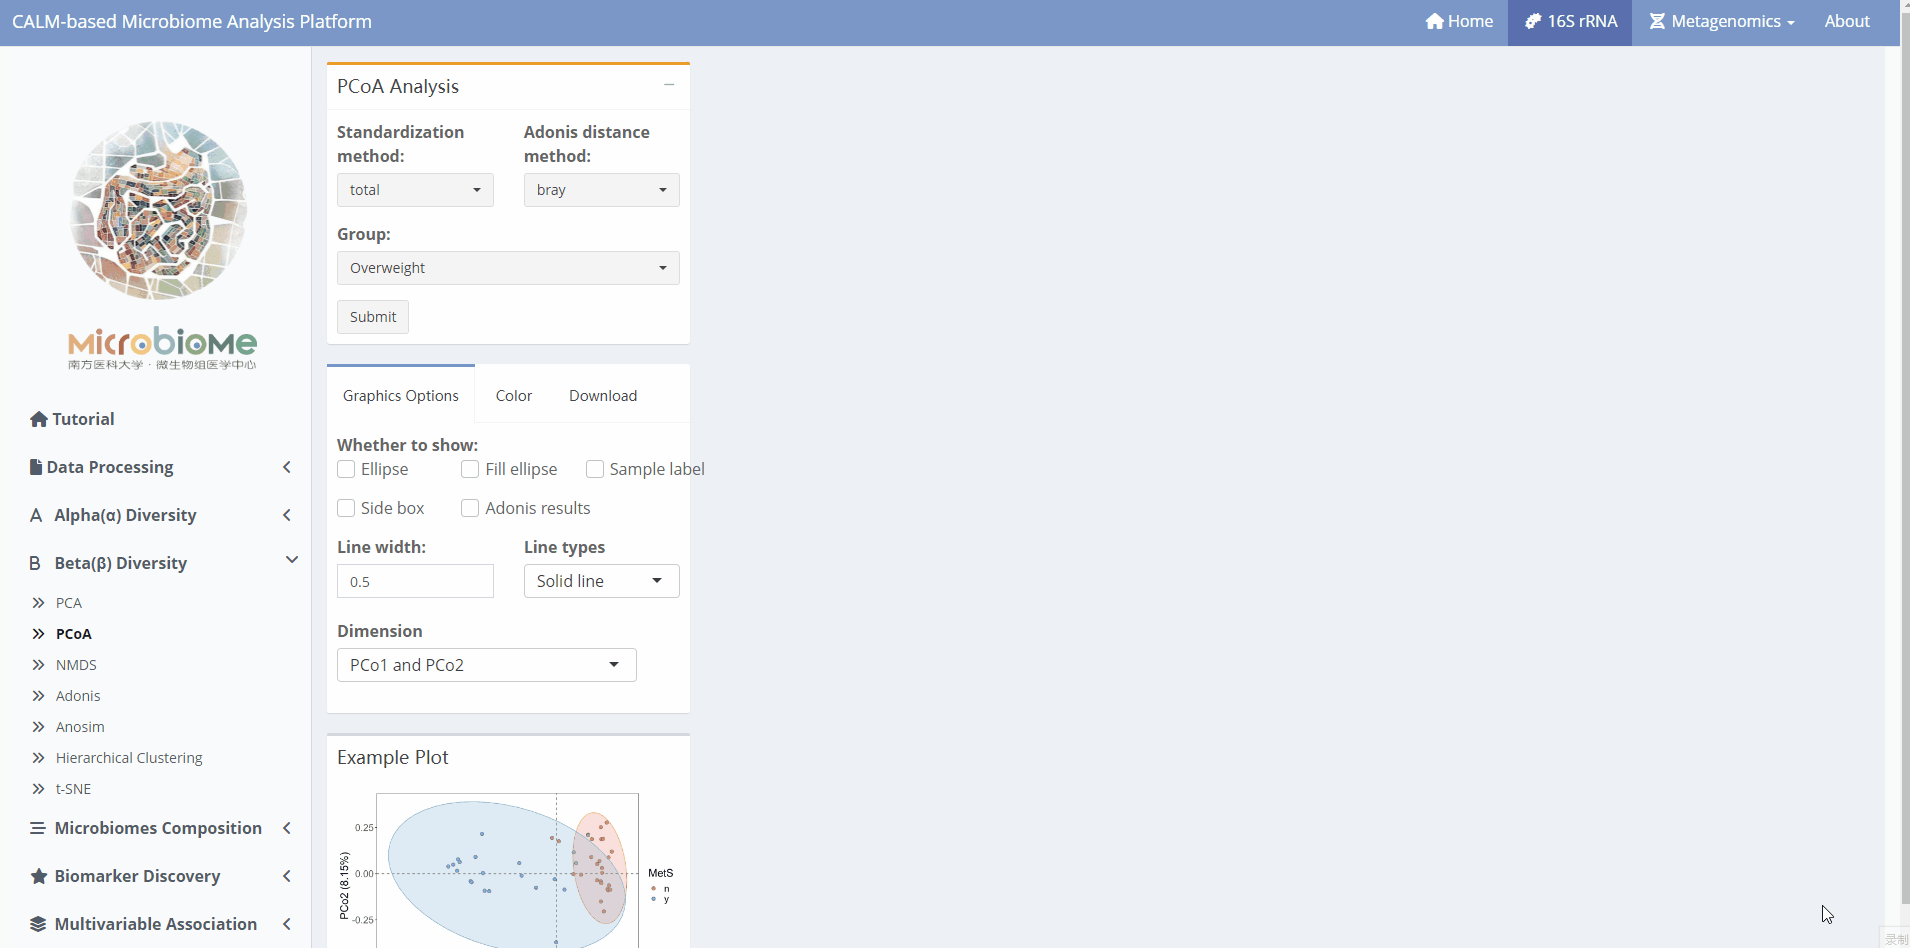 CALM-based Microbiome Analysis Platform
Home
16S rRNA
Metagenomics
About
Microbiome
南方医科大学 · 微生物组医学中心
Tutorial
Data Processing
Alpha(α) Diversity
Beta(β) Diversity
PCA
PCoA
NMDS
Adonis
Anosim
Hierarchical Clustering
t-SNE
Microbiomes Composition
Biomarker Discovery
Multivariable Association
PCoA Analysis
Standardization
method:
Adonis distance
method:
total
bray
Group:
Overweight
Submit
Graphics Options
Color
Download
Whether to show:
Ellipse
Fill ellipse
Sample label
Side box
Adonis results
Line width:
Line types
0.5
Solid line
Dimension
PCo1 and PCo2
Example Plot
PCo2 (8.15%)
0.25
0.00
-0.25
MetS
n
y
录制